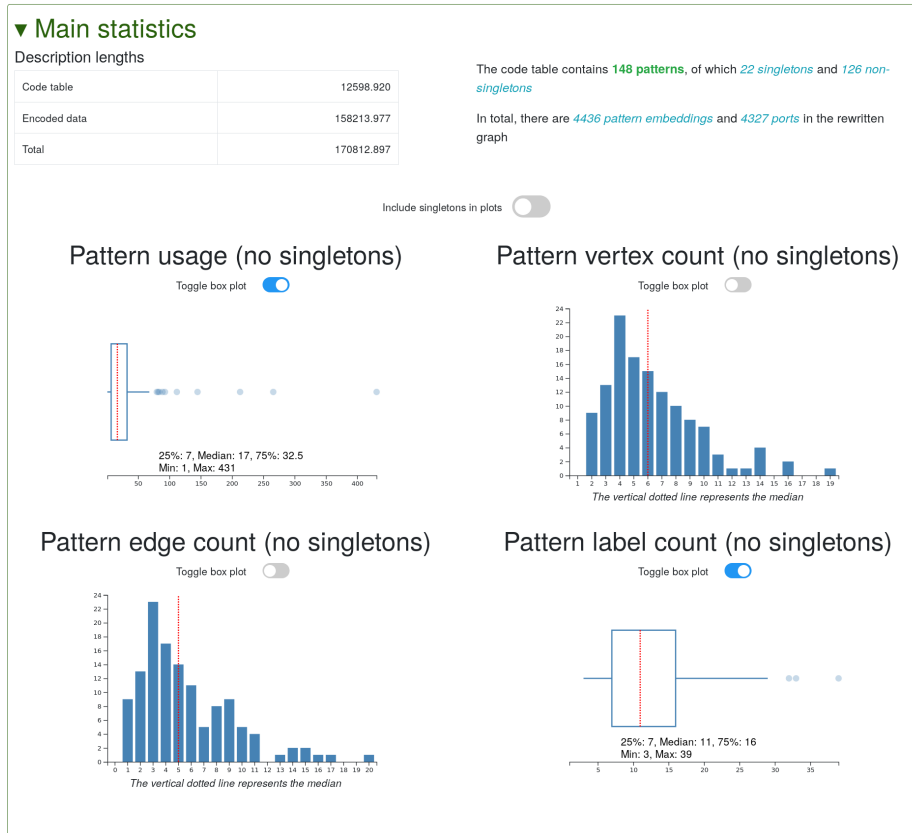 ▾ Main statistics
Description lengths
Code table 12598.920
Encoded data 158213.977
Total 170812.897
The code table contains 148 patterns, of which 22 singletons and 126 non-
singletons
In total, there are 4436 pattern embeddings and 4327 ports in the rewritten
graph
Include singletons in plots
Pattern usage (no singletons)
Toggle box plot
25%: 7, Median: 17, 75%: 32.5
Min: 1, Max: 431
50 100 150 200 250 300 350 400
Pattern vertex count (no singletons)
Toggle box plot
24
22
20
18
16
14
12
10
8
6
4
2
0
1 2 3 4 5 6 7 8 9 10 11 12 13 14 15 16 17 18 19
The vertical dotted line represents the median
Pattern edge count (no singletons)
Toggle box plot
24
22
20
18
16
14
12
10
8
6
4
2
0
0 1 2 3 4 5 6 7 8 9 10 11 12 13 14 15 16 17 18 19 20
The vertical dotted line represents the median
Pattern label count (no singletons)
Toggle box plot
25%: 7, Median: 11, 75%: 16
Min: 3, Max: 39
5 10 15 20 25 30 35